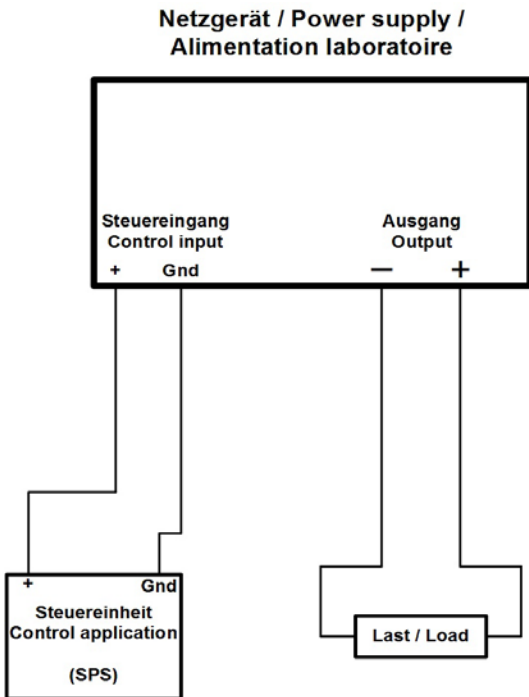 Netzgerät / Power supply /
Alimentation laboratoire
Steuereingang
Control input
+ Gnd
Ausgang
Output
— +
+ Gnd
Steuereinheit
Control application
(SPS)
Last / Load